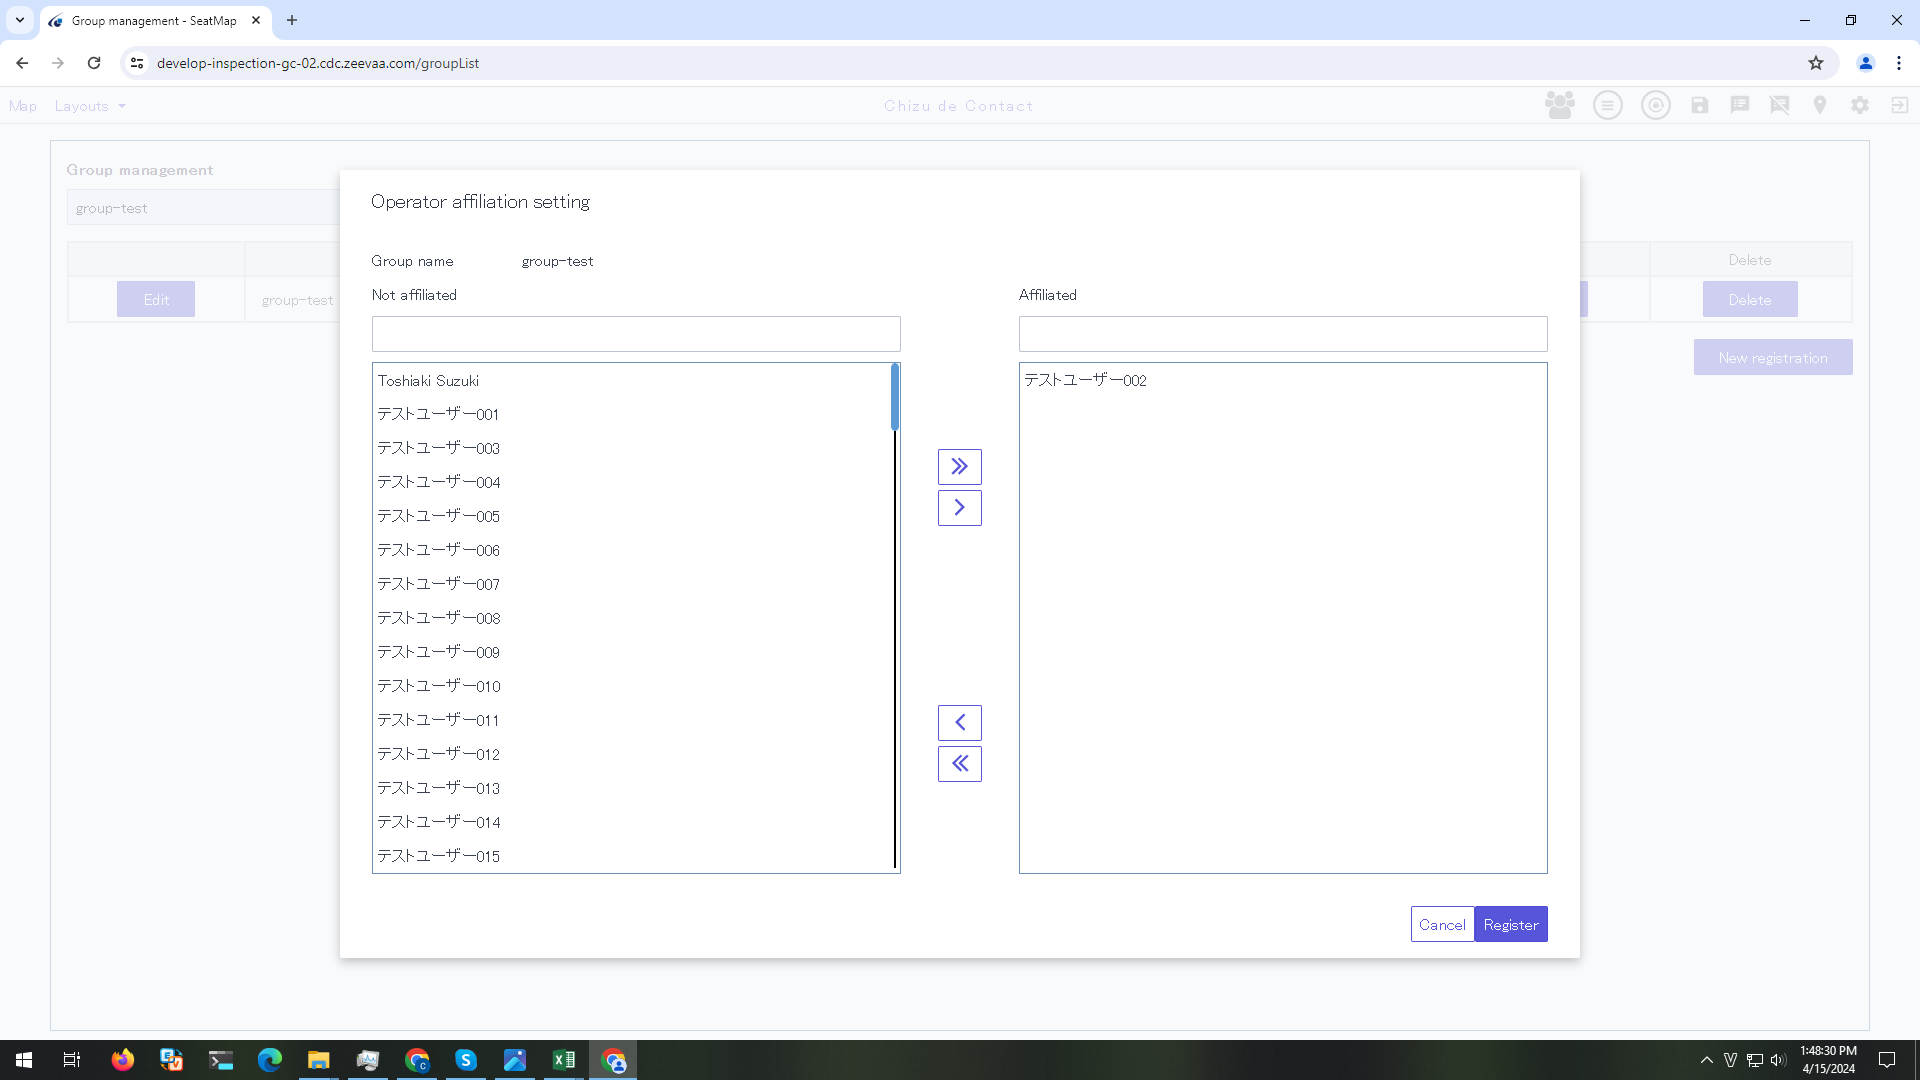 Group management - SeatMap
develop-inspection-gc-02.cdc.zeevaa.com/groupList
Map Layouts Chizu de Contact
Group management
group-test
Delete
Edit group-test Delete
New registration
Operator affiliation setting
Group name group-test
Not affiliated Affiliated
Toshiaki Suzuki
テストユーザー001
テストユーザー003
テストユーザー004
テストユーザー005
テストユーザー006
テストユーザー007
テストユーザー008
テストユーザー009
テストユーザー010
テストユーザー011
テストユーザー012
テストユーザー013
テストユーザー014
テストユーザー015
テストユーザー002
Cancel Register
1:48:30 PM
4/15/2024